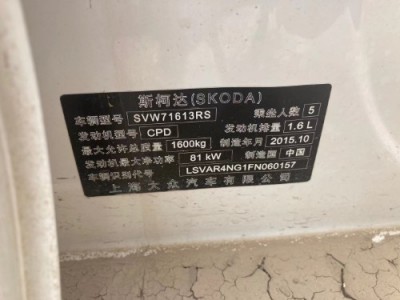 斯柯达(SKODA)
车辆型号 SVW71613RS 乘坐人数 5
发动机型号 CPD 发动机排量 1.6 L
最大允许总质量 1600kg 制造年月 2015.10
发动机最大净功率 81 kW 制造国 中国
车辆识别代号 LSVAR4NG1FN060157
上海大众汽车有限公司